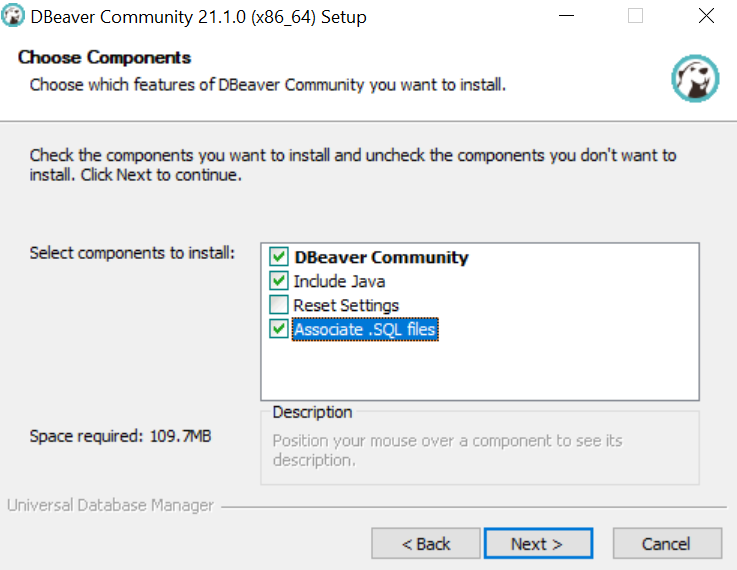 DBeaver Community 21.1.0 (x86_64) Setup
Choose Components
Choose which features of DBeaver Community you want to install.
Check the components you want to install and uncheck the components you don't want to
install. Click Next to continue.
Select components to install:
DBeaver Community
Include Java
Reset Settings
Associate .SQL files
Space required: 109.7MB
Description
Position your mouse over a component to see its
description.
Universal Database Manager
< Back
Next >
Cancel